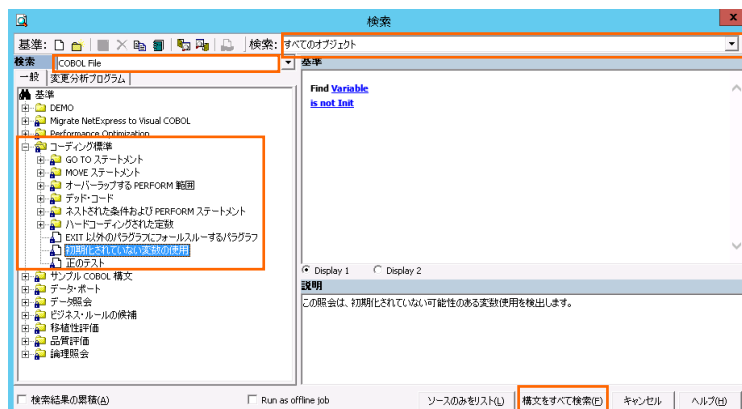 検索
基準:
検索: すべてのオブジェクト
検索 COBOL File
一般 変更分析プログラム
基準
DEMO
Migrate NetExpress to Visual COBOL
Performance Optimization
コーディング標準
GO TO ステートメント
MOVE ステートメント
オーバーラップする PERFORM 範囲
デッド・コード
ネストされた条件および PERFORM ステートメント
ハードコーディングされた定数
EXIT 以外のパラグラフにフォールスルーするパラグラフ
初期化されていない変数の使用
正のテスト
サンプル COBOL 構文
データ・ポート
データ照会
ビジネス・ルールの候補
移植性評価
品質評価
論理照会
基準
Find Variable
is not Init
Display 1 Display 2
説明
この照会は、初期化されていない可能性のある変数使用を検出します。
検索結果の累積(A) Run as offline job ソースのみをリスト(L) 構文をすべて検索(F) キャンセル ヘルプ(H)